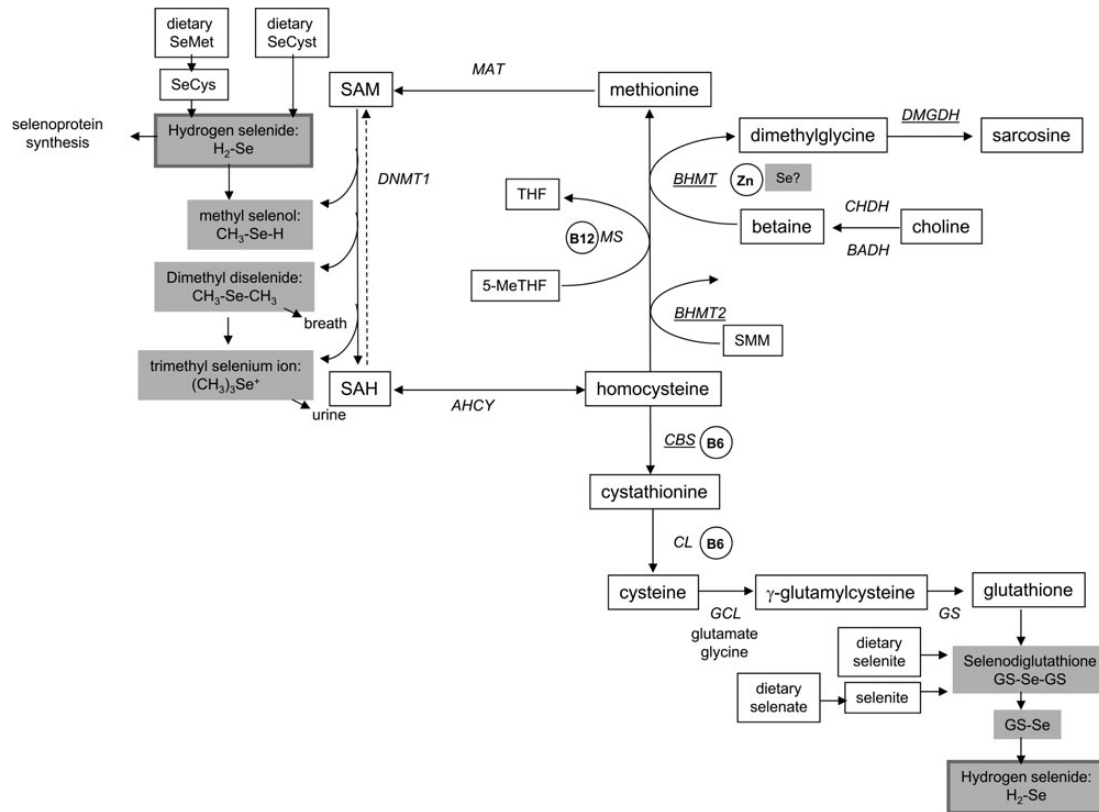 dietary
SeMet
dietary
SeCyst
SeCys
selenoprotein
synthesis
Hydrogen selenide:
H₂-Se
methyl selenol:
CH₃-Se-H
Dimethyl diselenide:
CH₃-Se-CH₃
breath
trimethyl selenium ion:
(CH₃)₃Se⁺
urine
SAM
MAT
methionine
DNMT1
SAH
AHCY
homocysteine
THF
B12 MS
5-MeTHF
dimethylglycine
DMGDH
sarcosine
BHMT
Zn
Se?
betaine
CHDH
BADH
choline
BHMT2
SMM
CBS
B6
cystathionine
CL
B6
cysteine
GCL
glutamate
glycine
γ-glutamylcysteine
GS
glutathione
dietary
selenite
dietary
selenate
selenite
Selenodiglutathione
GS-Se-GS
GS-Se
Hydrogen selenide:
H₂-Se